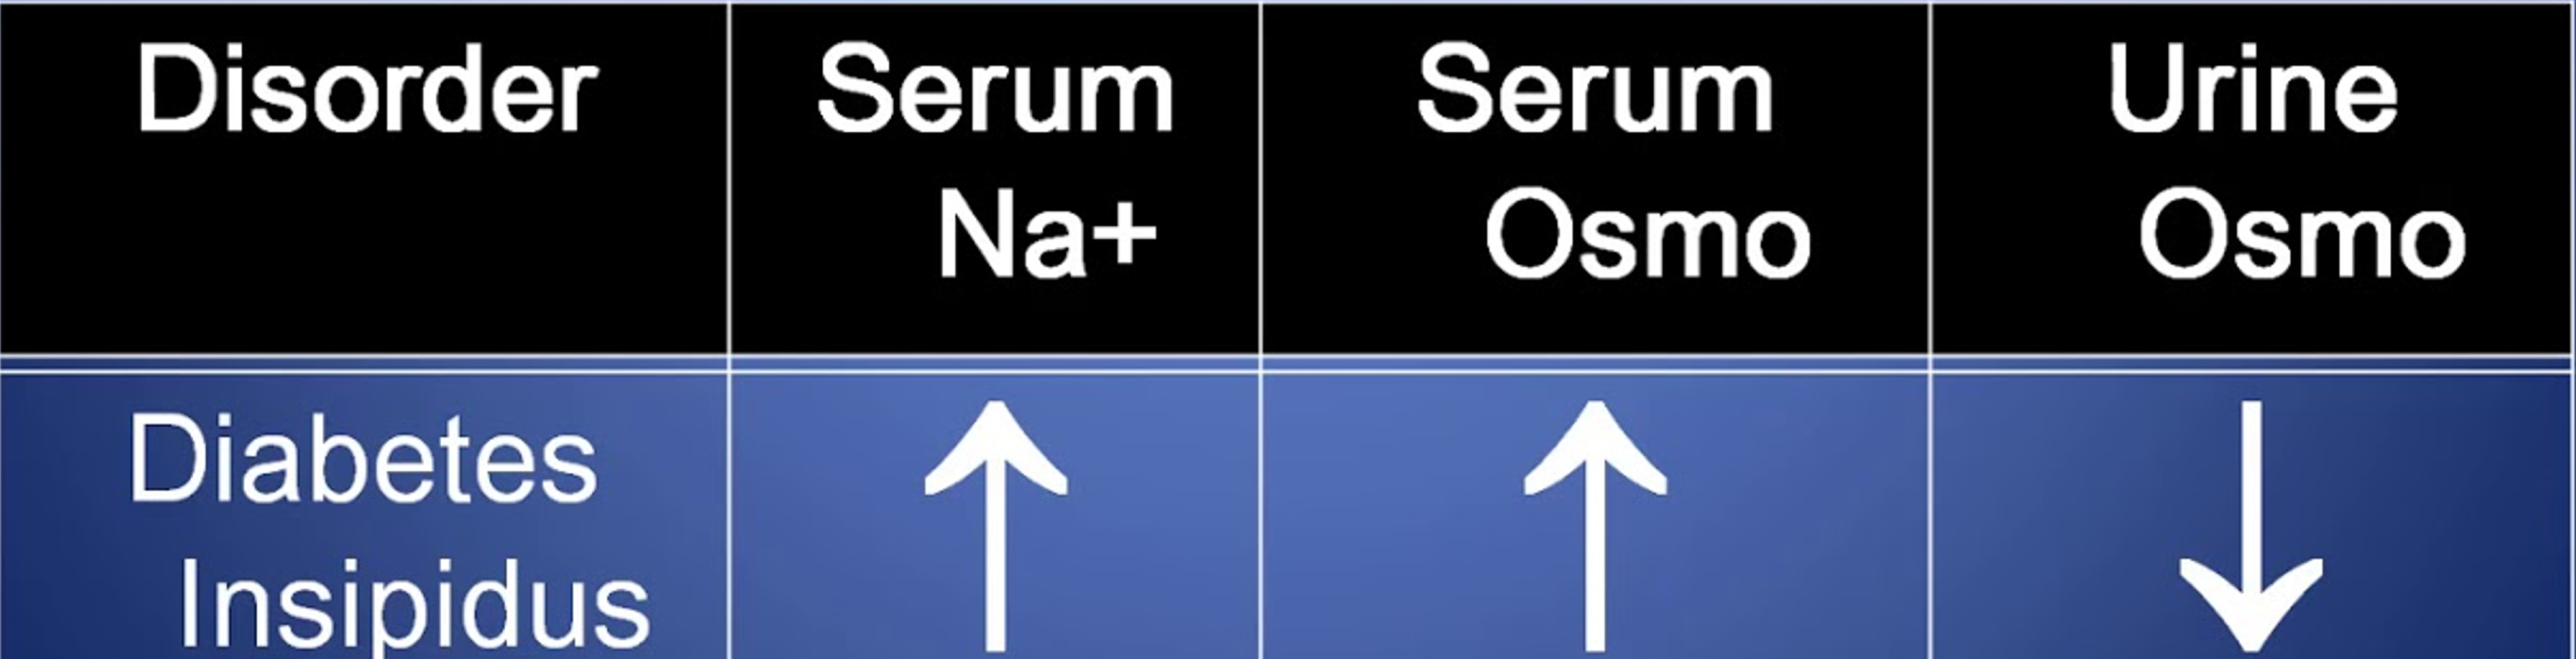 Disorder
Serum
Na+
Serum
Osmo
Urine
Osmo
Diabetes
Insipidus
↑
↑
↓